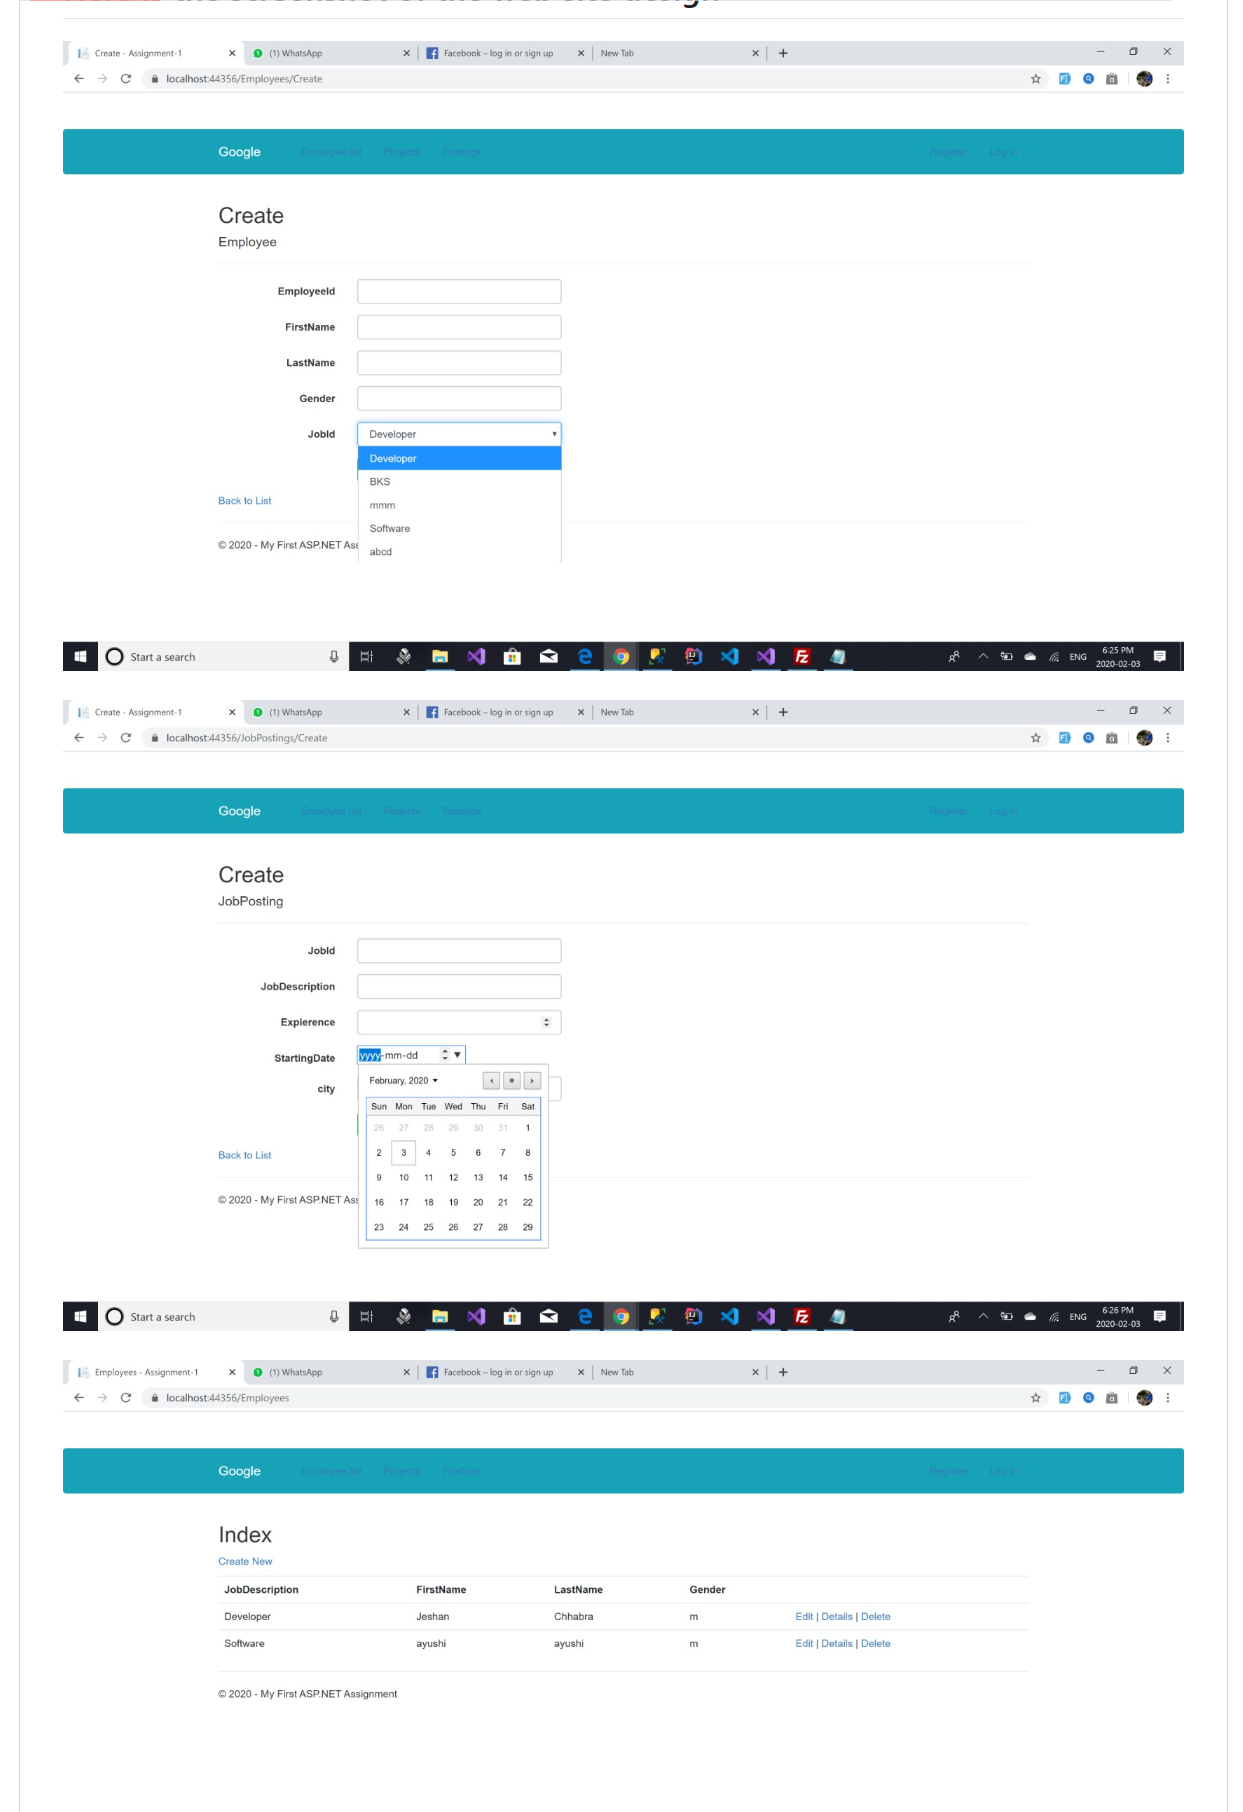 the screenshot of the web site design
Create - Assignment-1
(1) WhatsApp
Facebook – log in or sign up
New Tab
localhost:44356/Employees/Create
Google Employee list Projects Postings Register Log in
Create
Employee
EmployeeId
FirstName
LastName
Gender
JobId Developer
Developer
BKS
mmm
Software
abcd
Back to List
© 2020 - My First ASP.NET Ass
Start a search
ENG
6:25 PM
2020-02-03
Create - Assignment-1
(1) WhatsApp
Facebook – log in or sign up
New Tab
localhost:44356/JobPostings/Create
Google Employee list Projects Postings Register Log in
Create
JobPosting
JobId
JobDescription
Expierence
StartingDate yyyy-mm-dd
February, 2020
city
Sun Mon Tue Wed Thu Fri Sat
26 27 28 29 30 31 1
2 3 4 5 6 7 8
9 10 11 12 13 14 15
16 17 18 19 20 21 22
23 24 25 26 27 28 29
Back to List
© 2020 - My First ASP.NET Ass
Start a search
ENG
6:26 PM
2020-02-03
Employees - Assignment-1
(1) WhatsApp
Facebook – log in or sign up
New Tab
localhost:44356/Employees
Google Employee list Projects Postings Register Log in
Index
Create New
JobDescription FirstName LastName Gender
Developer Jeshan Chhabra m Edit | Details | Delete
Software ayushi ayushi m Edit | Details | Delete
© 2020 - My First ASP.NET Assignment